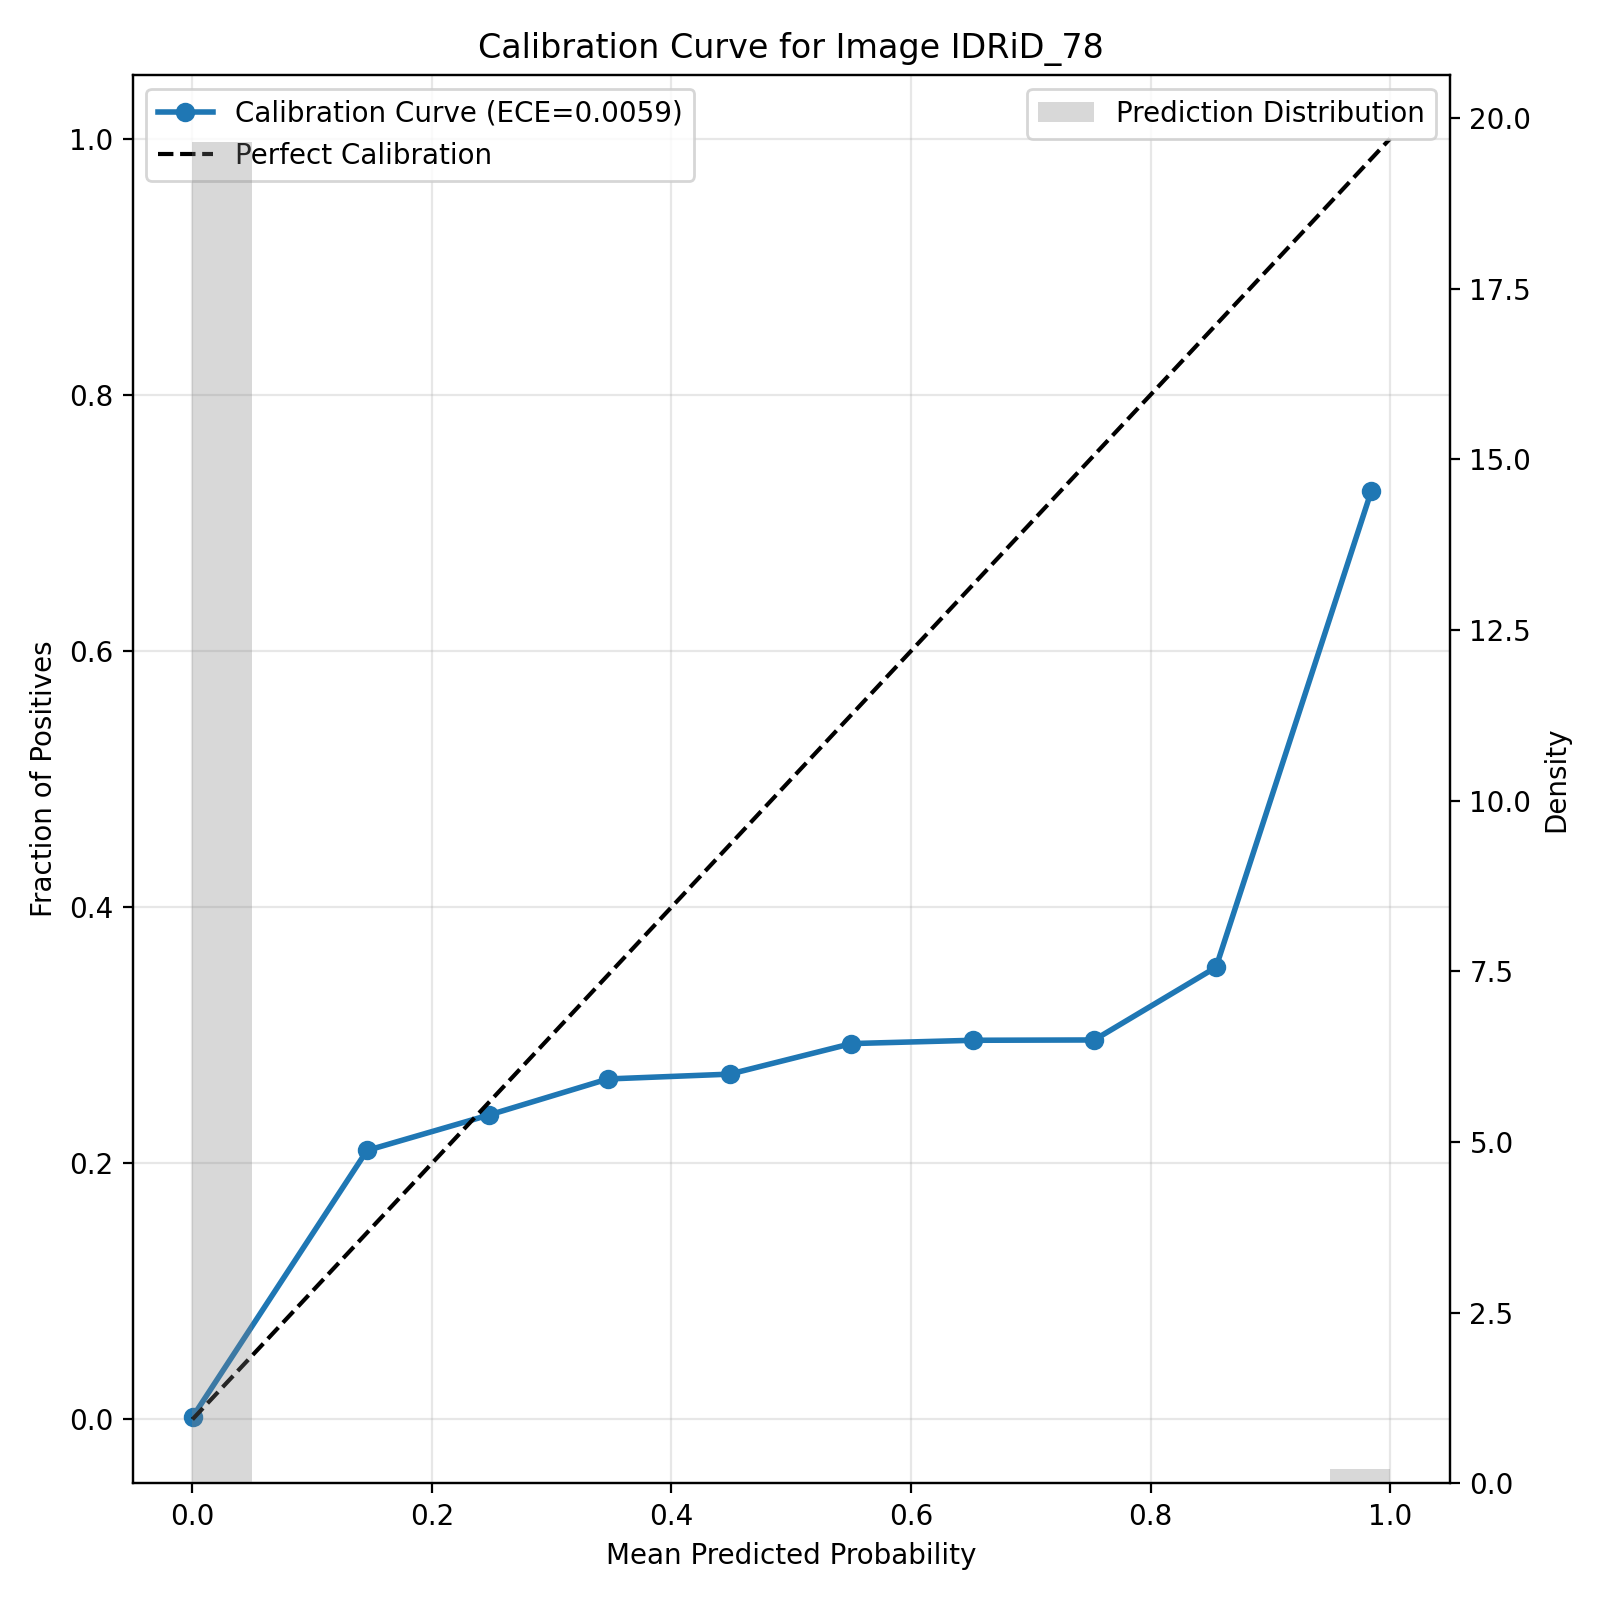 Calibration Curve for Image IDRiD_78
Calibration Curve (ECE=0.0059)
Perfect Calibration
Prediction Distribution
Fraction of Positives
1.0
0.8
0.6
0.4
0.2
0.0
0.0 0.2 0.4 0.6 0.8 1.0
Mean Predicted Probability
20.0
17.5
15.0
12.5
10.0
7.5
5.0
2.5
0.0
Density